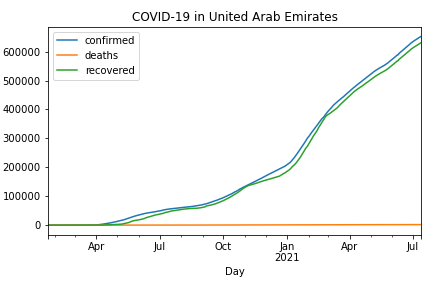 COVID-19 in United Arab Emirates
confirmed
deaths
recovered
600000
500000
400000
300000
200000
100000
0
Apr Jul Oct Jan Apr Jul
2021
Day